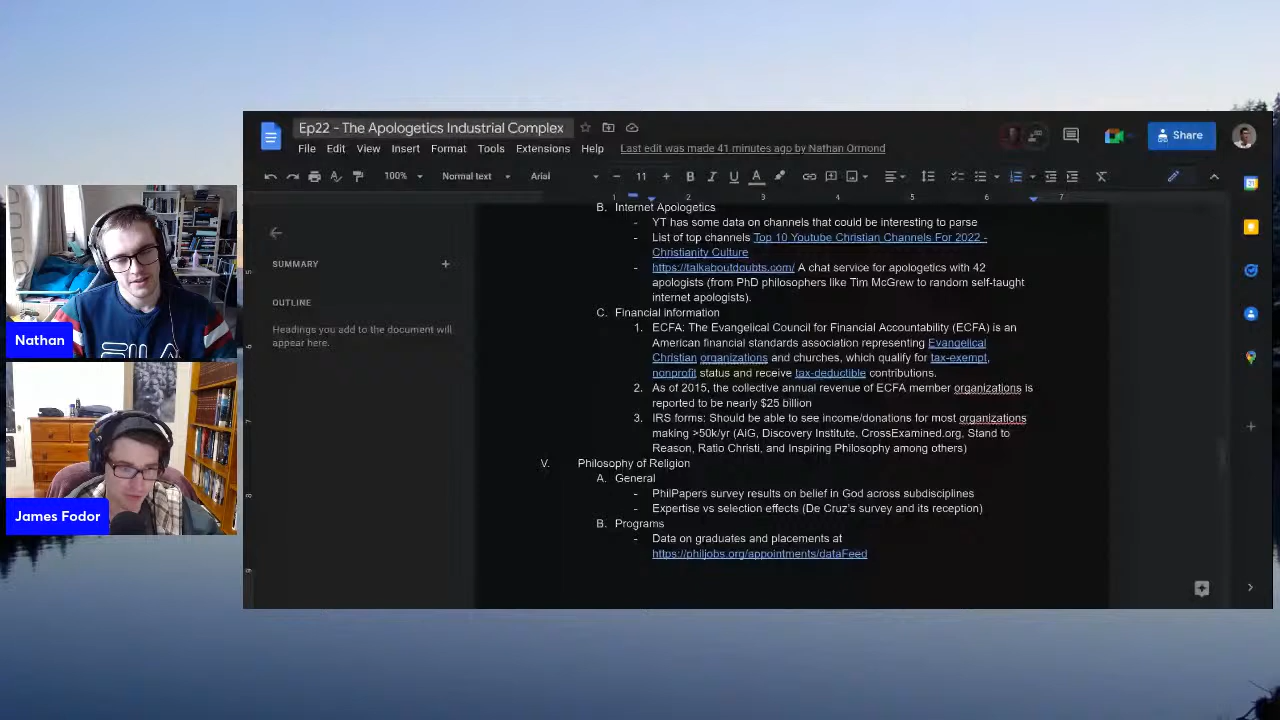 Ep22 - The Apologetics Industrial Complex
File Edit View Insert Format Tools Extensions Help Last edit was made 41 minutes ago by Nathan Ormond
Share
100% Normal text Arial 11
1 2 3 4 5 6 7
SUMMARY
OUTLINE
Headings you add to the document will
appear here.
B. Internet Apologetics
- YT has some data on channels that could be interesting to parse
- List of top channels Top 10 Youtube Christian Channels For 2022 -
Christianity Culture
- https://talkaboutdoubts.com/ A chat service for apologetics with 42
apologists (from PhD philosophers like Tim McGrew to random self-taught
internet apologists).
C. Financial information
1. ECFA: The Evangelical Council for Financial Accountability (ECFA) is an
American financial standards association representing Evangelical
Christian organizations and churches, which qualify for tax-exempt,
nonprofit status and receive tax-deductible contributions.
2. As of 2015, the collective annual revenue of ECFA member organizations is
reported to be nearly $25 billion
3. IRS forms: Should be able to see income/donations for most organizations
making >50k/yr (AiG, Discovery Institute, CrossExamined.org, Stand to
Reason, Ratio Christi, and Inspiring Philosophy among others)
V. Philosophy of Religion
A. General
- PhilPapers survey results on belief in God across subdisciplines
- Expertise vs selection effects (De Cruz's survey and its reception)
B. Programs
- Data on graduates and placements at
https://philjobs.org/appointments/dataFeed
Nathan
James Fodor